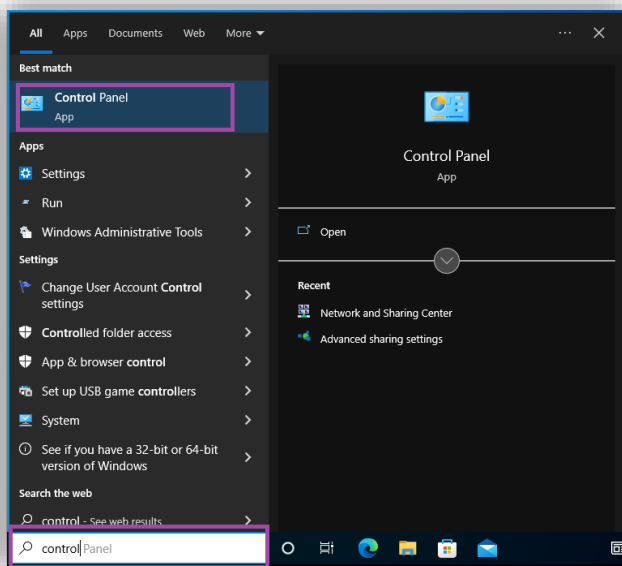 All Apps Documents Web More
Best match
Control Panel
App
Apps
Settings
Run
Windows Administrative Tools
Settings
Change User Account Control
settings
Controlled folder access
App & browser control
Set up USB game controllers
System
See if you have a 32-bit or 64-bit
version of Windows
Search the web
control - See web results
control Panel
Control Panel
App
Open
Recent
Network and Sharing Center
Advanced sharing settings